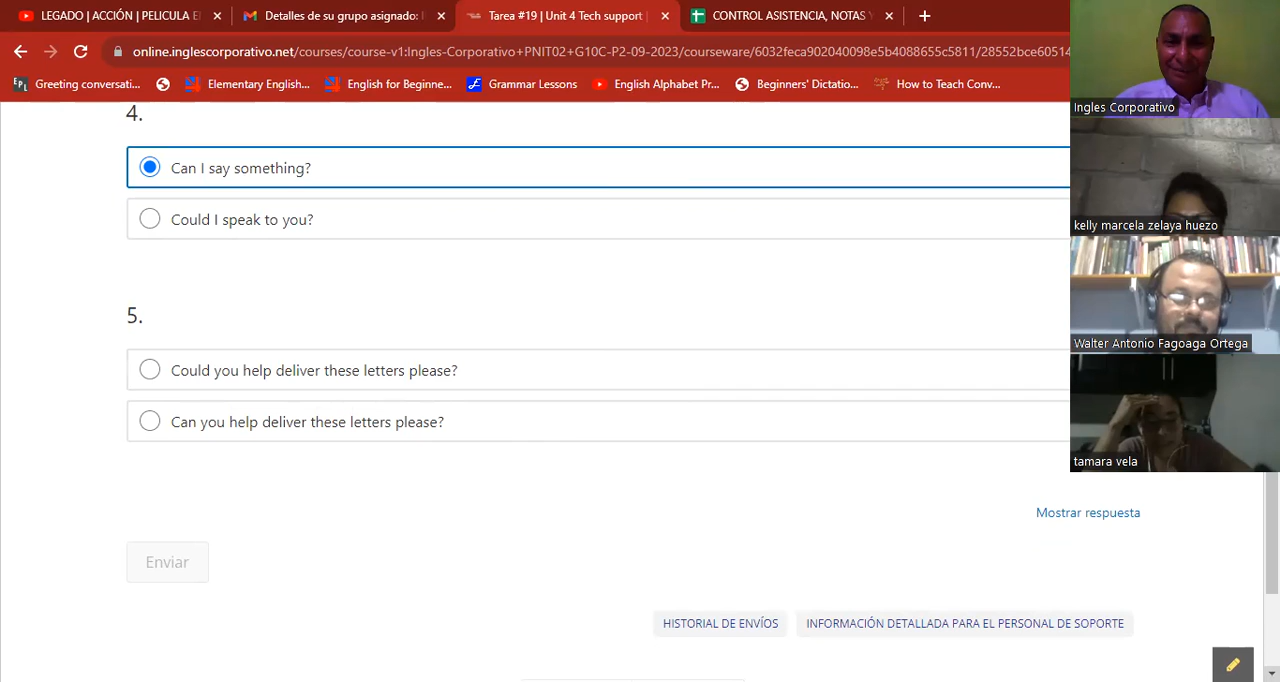 LEGADO | ACCIÓN | PELICULA E
Detalles de su grupo asignado:
Tarea #19 | Unit 4 Tech support |
CONTROL ASISTENCIA, NOTAS Y
online.inglescorporativo.net/courses/course-v1:Ingles-Corporativo+PNIT02+G10C-P2-09-2023/courseware/6032feca902040098e5b4088655c5811/28552bce60514
Greeting conversati...
Elementary English...
English for Beginne...
Grammar Lessons
English Alphabet Pr...
Beginners' Dictatio...
How to Teach Conv...
Ingles Corporativo
4.
Can I say something?
Could I speak to you?
kelly marcela zelaya huezo
5.
Walter Antonio Fagoaga Ortega
Could you help deliver these letters please?
Can you help deliver these letters please?
tamara vela
Mostrar respuesta
Enviar
HISTORIAL DE ENVÍOS
INFORMACIÓN DETALLADA PARA EL PERSONAL DE SOPORTE